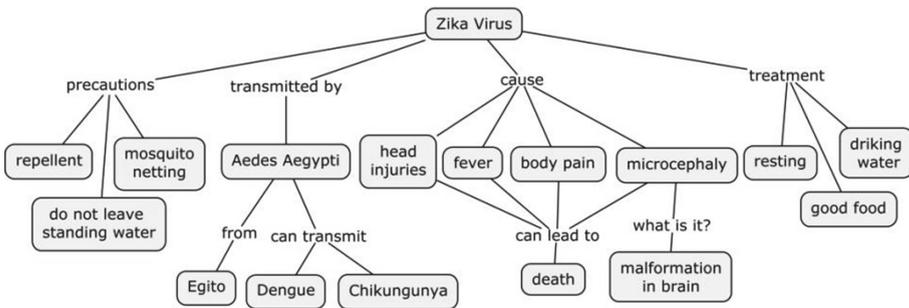 Zika Virus
precautions
transmitted by
cause
treatment
repellent
mosquito
netting
do not leave
standing water
Aedes Aegypti
head
injuries
fever
body pain
microcephaly
resting
driking
water
good food
from
can transmit
can lead to
what is it?
Egito
Dengue
Chikungunya
death
malformation
in brain